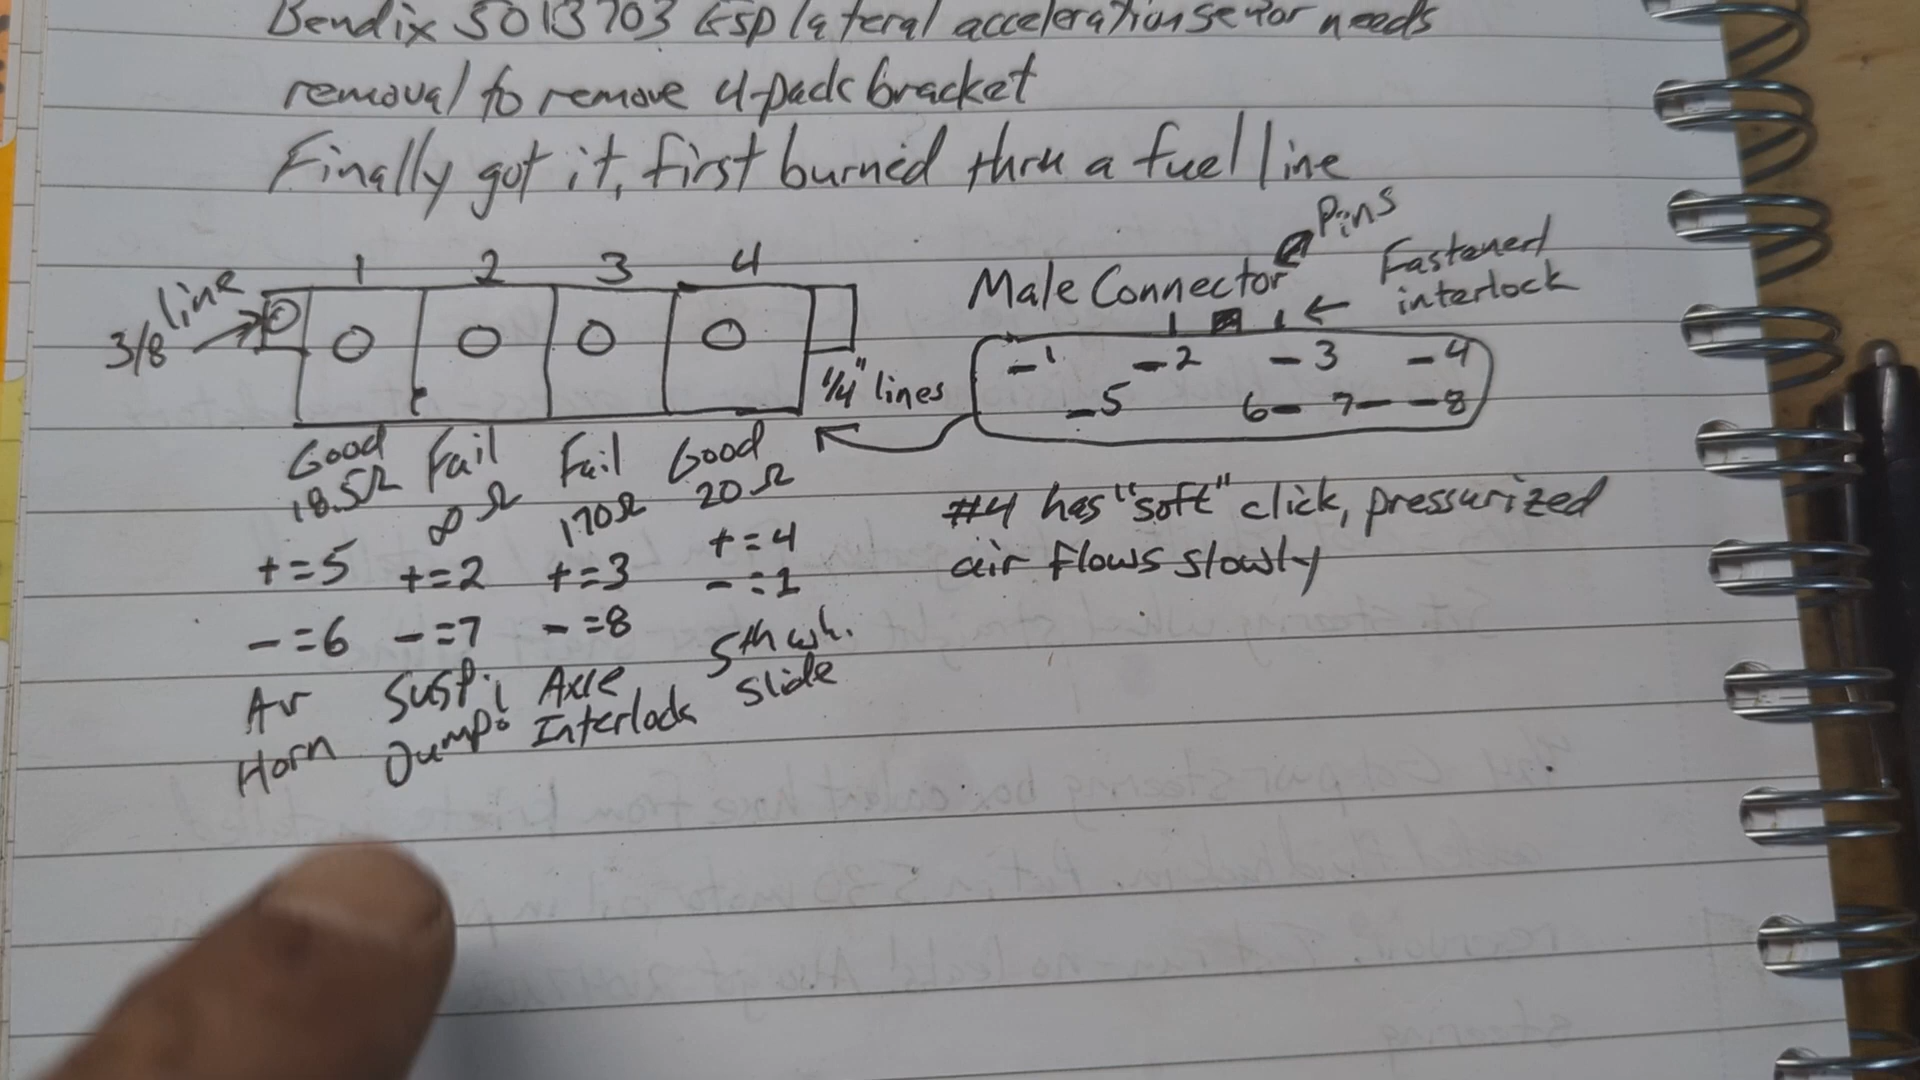 Bendix 5013703 ESP lateral acceleration sensor needs
removal to remove 4-pack bracket
Finally got it, first burned thru a fuel line
3/8 line
1 2 3 4
1/4" lines
Good Fail Fail Good
18.5Ω ∞ Ω 170Ω 20 Ω
+=5 +=2 +=3 +=4
-=6 -=7 -=8 -=1
Air Horn
Susp. Dump
Axle Interlock
5th wh. Slide
Pins
Male Connector
Fastener/
interlock
-1 -2 -3 -4
-5 6- 7- -8
#4 has "soft" click, pressurized
air flows slowly